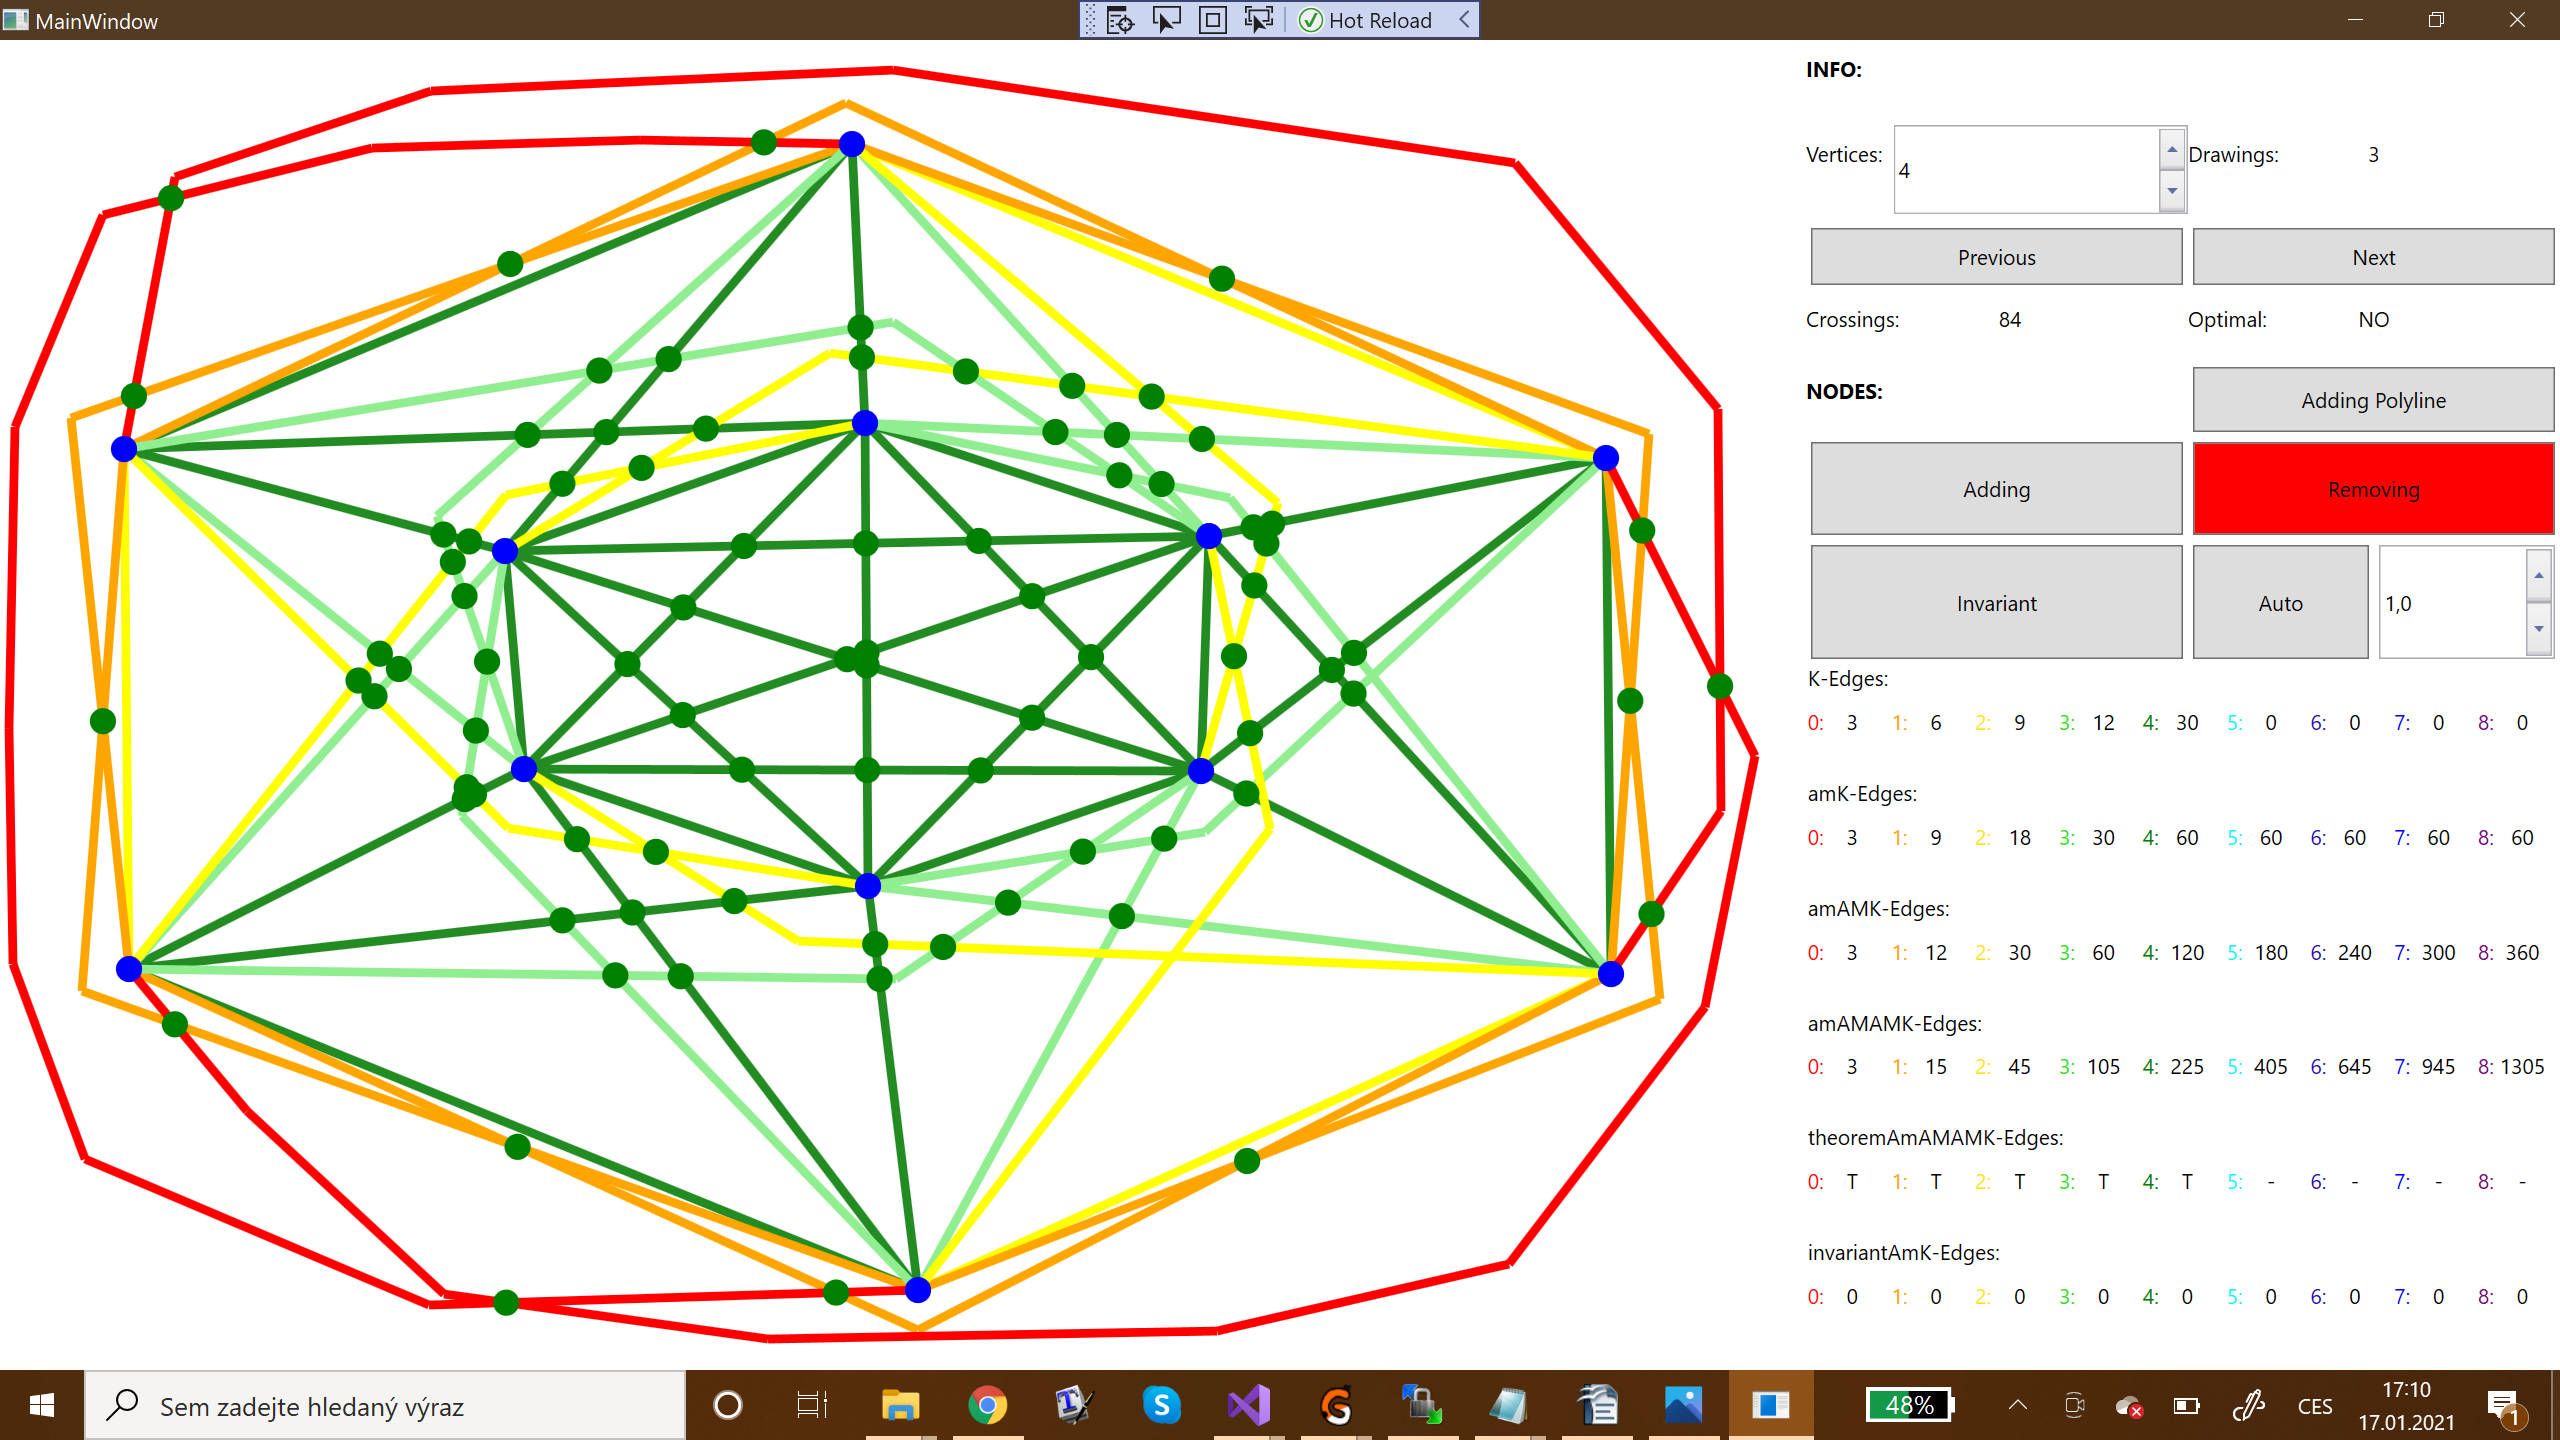 MainWindow
Hot Reload
INFO:
Vertices: 4 Drawings: 3
Previous Next
Crossings: 84 Optimal: NO
NODES: Adding Polyline
Adding Removing
Invariant Auto 1,0
K-Edges:
0: 3 1: 6 2: 9 3: 12 4: 30 5: 0 6: 0 7: 0 8: 0
amK-Edges:
0: 3 1: 9 2: 18 3: 30 4: 60 5: 60 6: 60 7: 60 8: 60
amAMK-Edges:
0: 3 1: 12 2: 30 3: 60 4: 120 5: 180 6: 240 7: 300 8: 360
amAMAMK-Edges:
0: 3 1: 15 2: 45 3: 105 4: 225 5: 405 6: 645 7: 945 8: 1305
theoremAmAMAMK-Edges:
0: T 1: T 2: T 3: T 4: T 5: - 6: - 7: - 8: -
invariantAmK-Edges:
0: 0 1: 0 2: 0 3: 0 4: 0 5: 0 6: 0 7: 0 8: 0
Sem zadejte hledaný výraz
48%
CES
17:10
17.01.2021
1